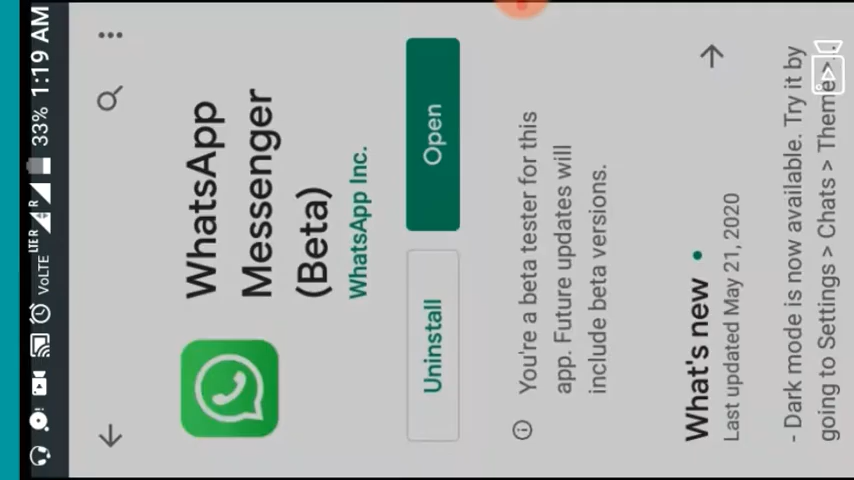 VoLTE LTE R R 33% 1:19 AM
WhatsApp
Messenger
(Beta)
WhatsApp Inc.
Uninstall Open
You're a beta tester for this
app. Future updates will
include beta versions.
What's new
Last updated May 21, 2020
- Dark mode is now available. Try it by
going to Settings > Chats > Theme > .